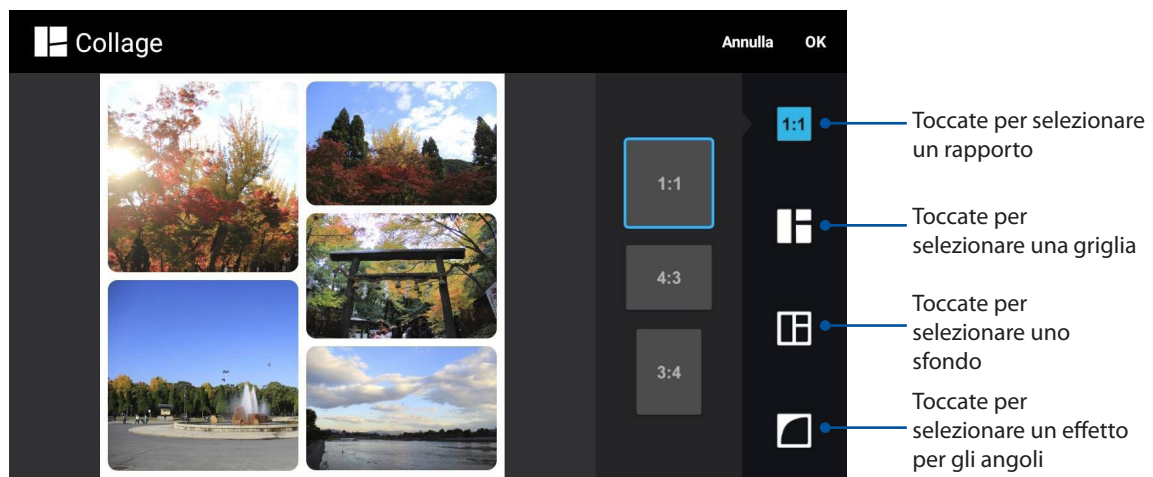 Collage
Annulla OK
1:1
1:1
4:3
3:4
Toccate per selezionare
un rapporto
Toccate per
selezionare una griglia
Toccate per
selezionare uno
sfondo
Toccate per
selezionare un effetto
per gli angoli